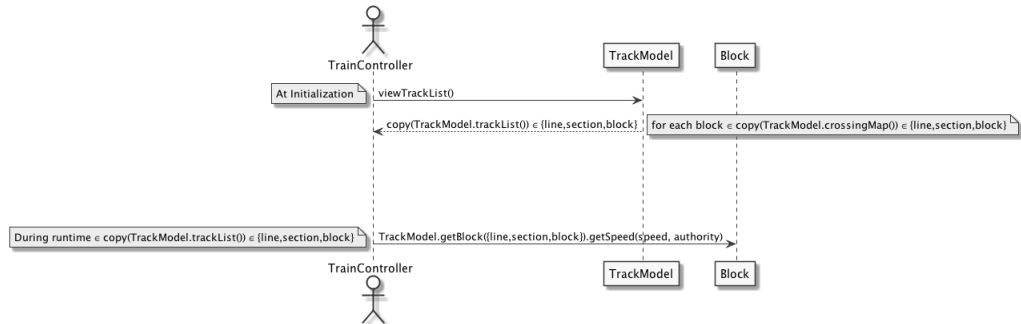 TrainController
TrackModel
Block
At Initialization
viewTrackList()
copy(TrackModel.trackList()) ∈ {line,section,block}
for each block ∈ copy(TrackModel.crossingMap()) ∈ {line,section,block}
During runtime ∈ copy(TrackModel.trackList()) ∈ {line,section,block}
TrackModel.getBlock({line,section,block}).getSpeed(speed, authority)
TrainController
TrackModel
Block